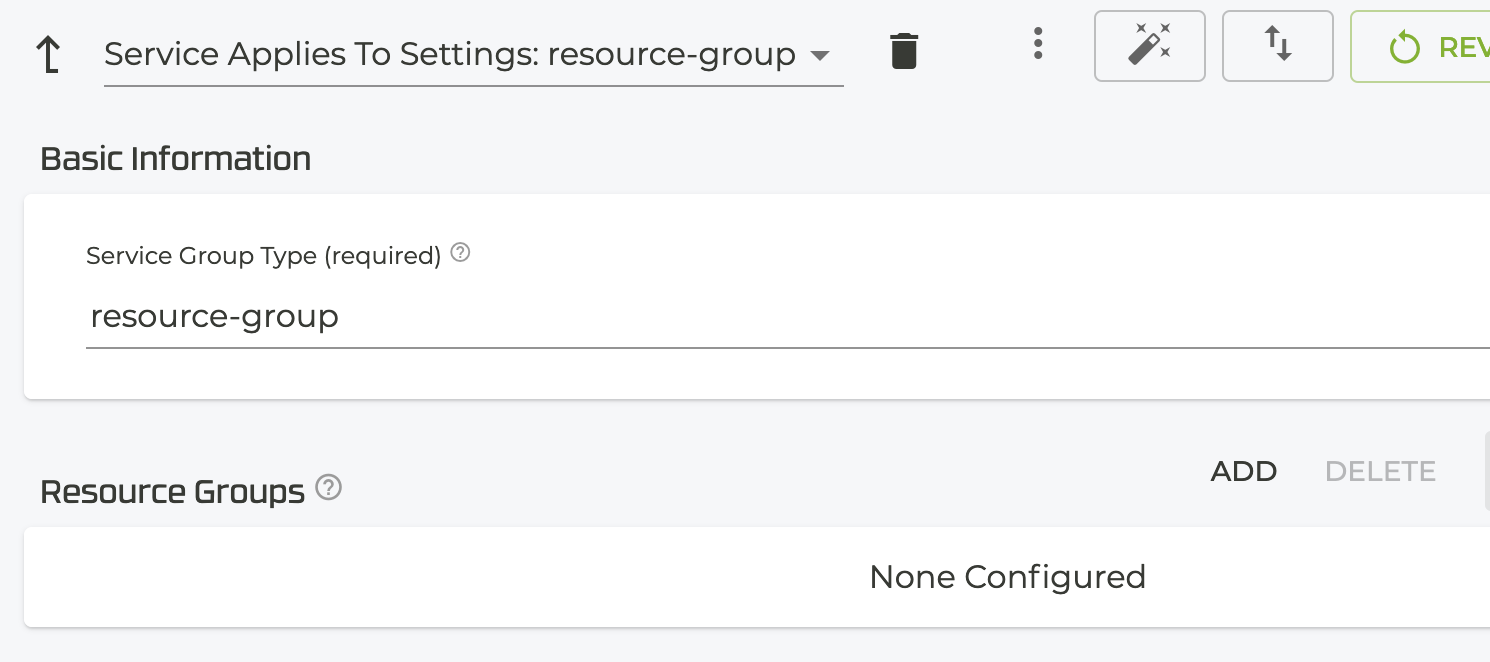 Service Applies To Settings: resource-group
REV
Basic Information
Service Group Type (required)
resource-group
ADD DELETE
Resource Groups
None Configured